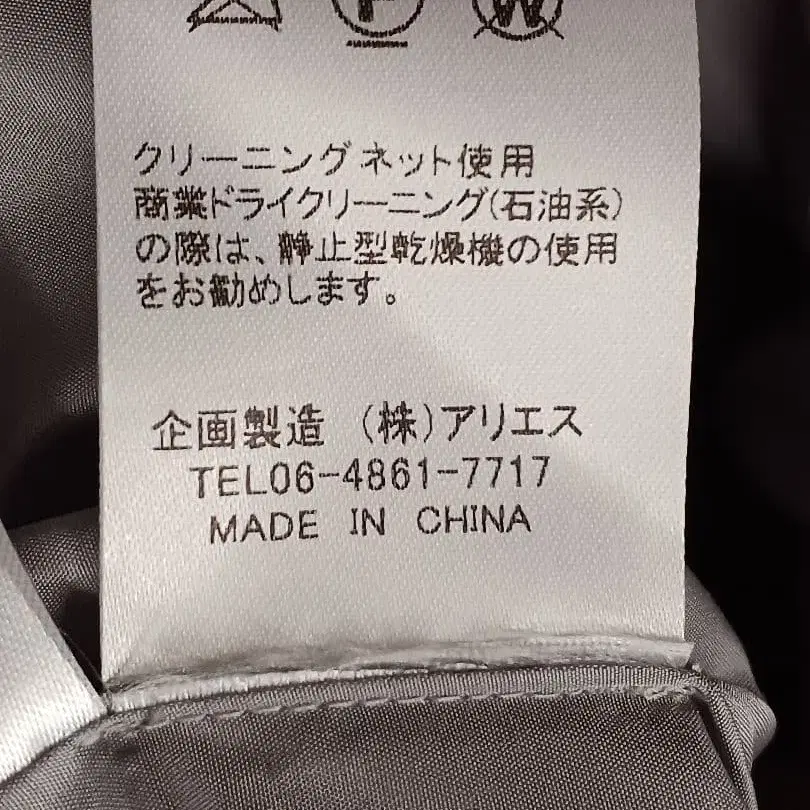 クリーニングネット使用
商業ドライクリーニング(石油系)
の際は、静止型乾燥機の使用
をお勧めします。
企画製造 (株)アリエス
TEL06-4861-7717
MADE IN CHINA